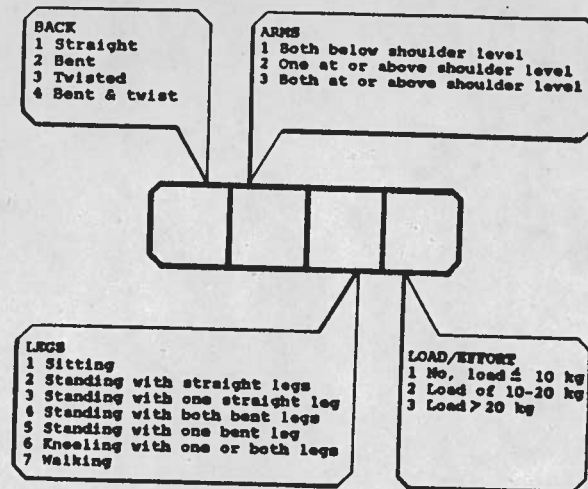 BACK
1 Straight
2 Bent
3 Twisted
4 Bent & twist
ARMS
1 Both below shoulder level
2 One at or above shoulder level
3 Both at or above shoulder level
LEGS
1 Sitting
2 Standing with straight legs
3 Standing with one straight leg
4 Standing with both bent legs
5 Standing with one bent leg
6 Kneeling with one or both legs
7 Walking
LOAD/EFFORT
1 No, load ≤ 10 kg
2 Load of 10-20 kg
3 Load > 20 kg